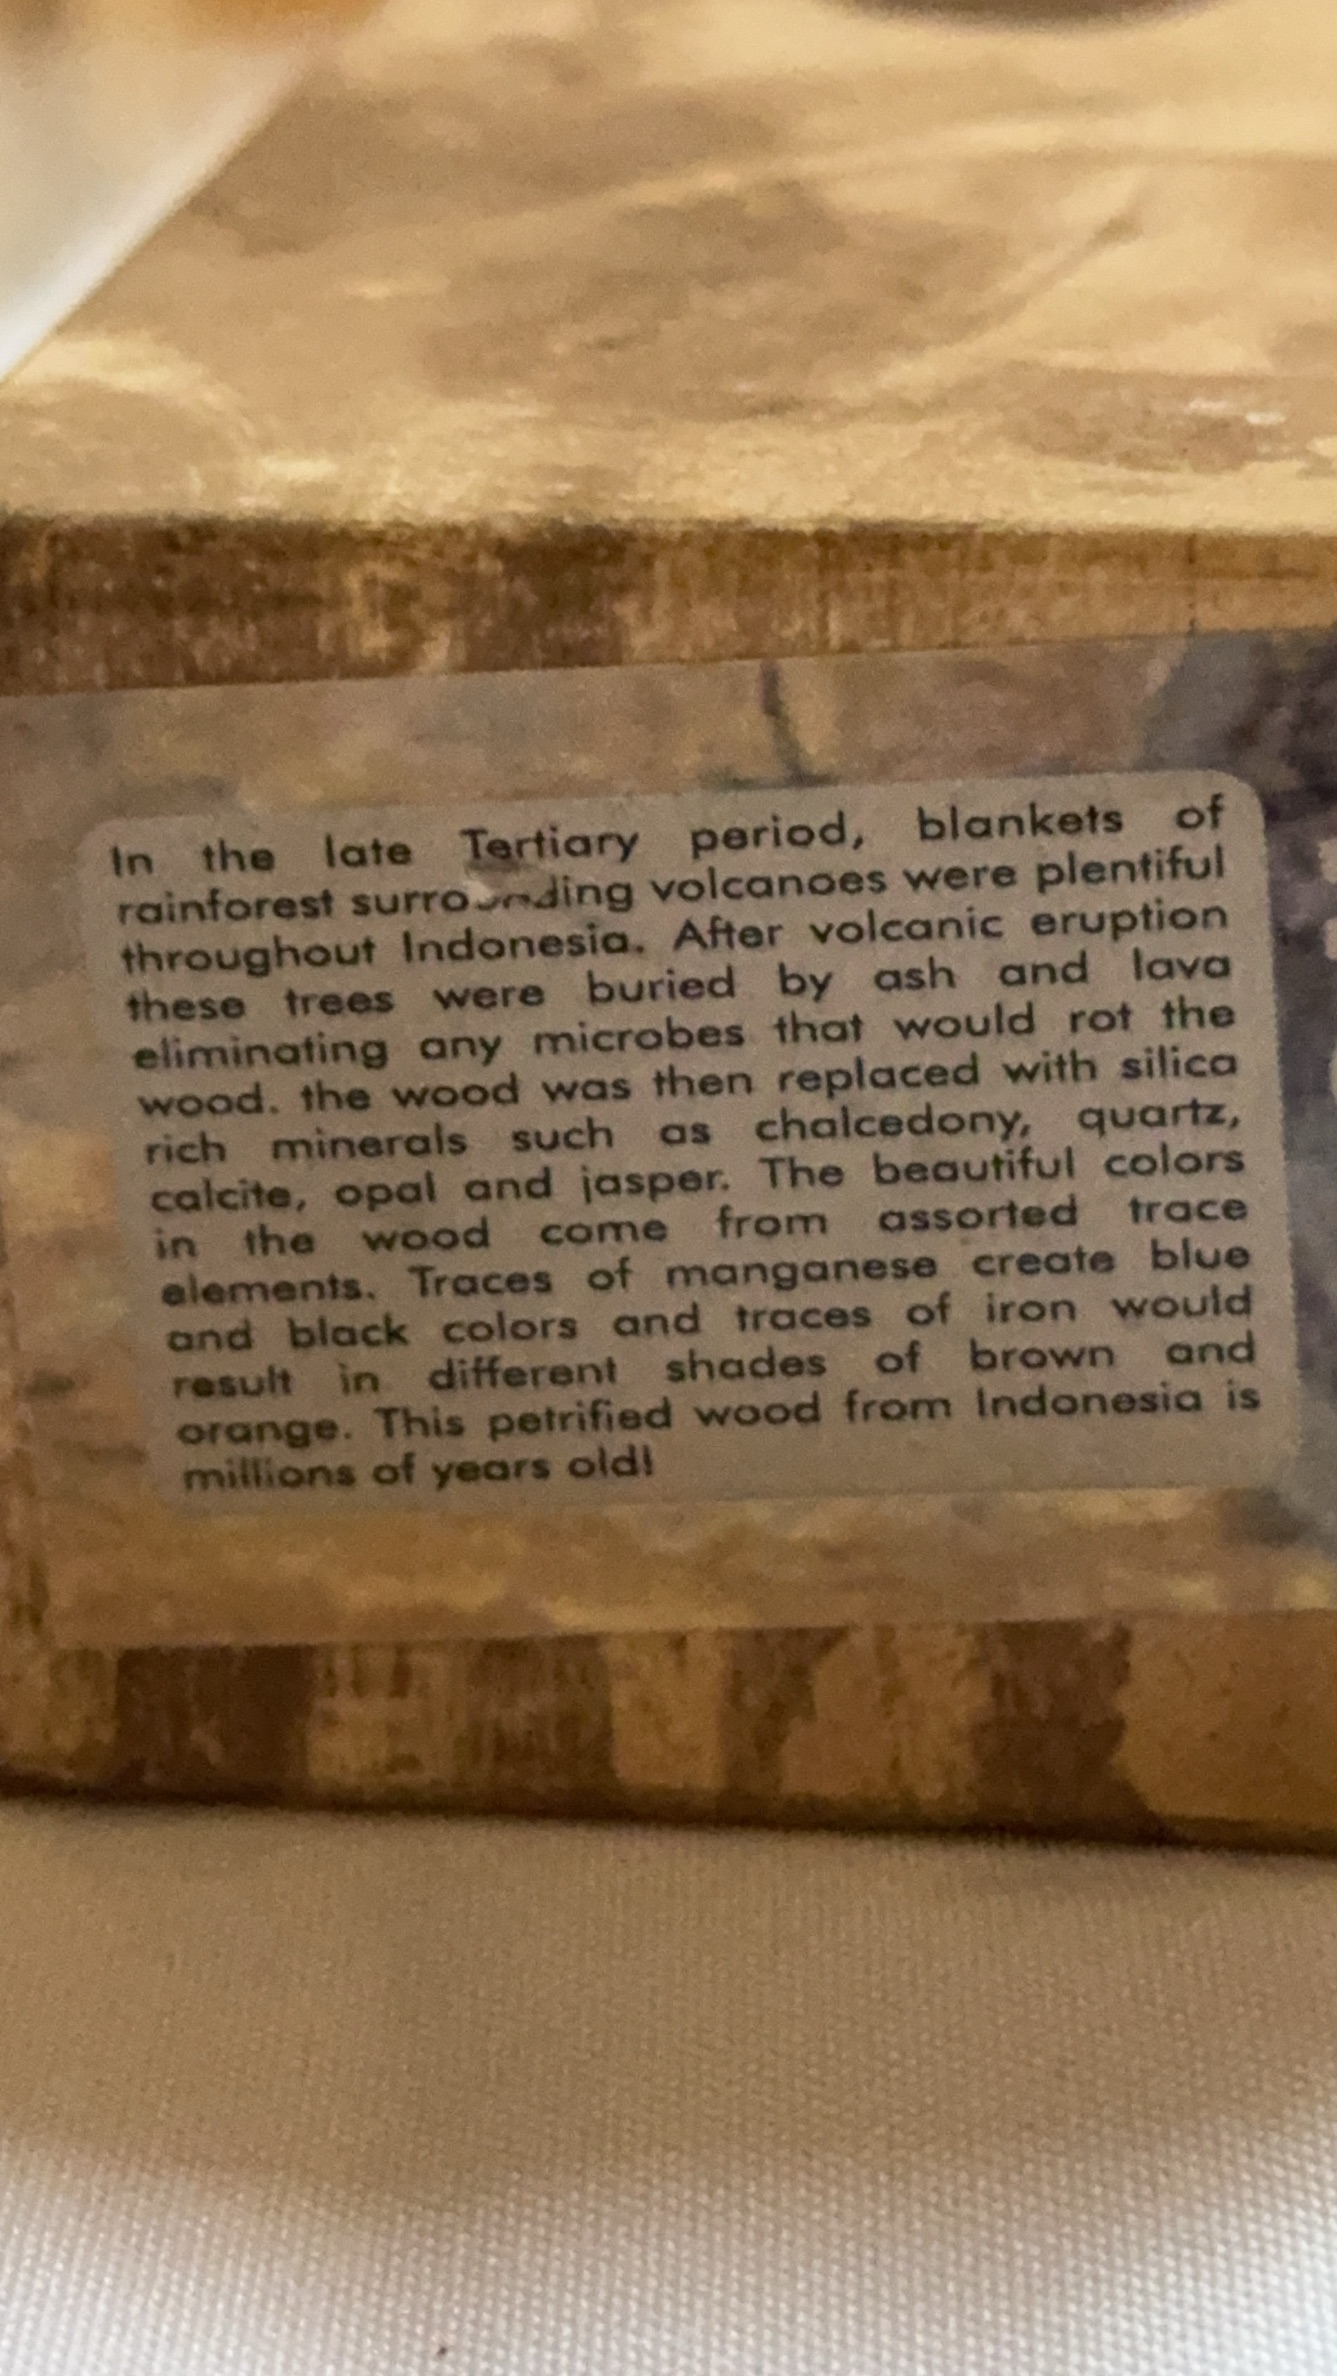 In the late Tertiary period, blankets of
rainforest surrounding volcanoes were plentiful
throughout Indonesia. After volcanic eruption
these trees were buried by ash and lava
eliminating any microbes that would rot the
wood. the wood was then replaced with silica
rich minerals such as chalcedony, quartz,
calcite, opal and jasper. The beautiful colors
in the wood come from assorted trace
elements. Traces of manganese create blue
and black colors and traces of iron would
result in different shades of brown and
orange. This petrified wood from Indonesia is
millions of years old!